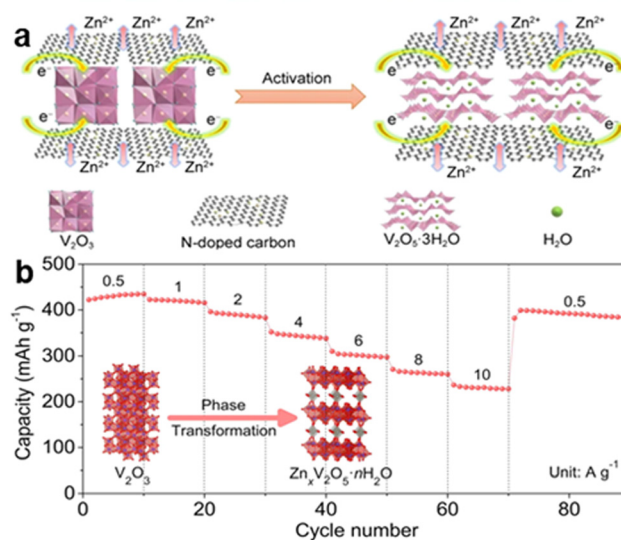 a
Zn²⁺ Zn²⁺ Zn²⁺
Zn²⁺ Zn²⁺ Zn²⁺
e⁻ e⁻
e⁻ e⁻
Activation
e⁻ e⁻
e⁻ e⁻
Zn²⁺ Zn²⁺ Zn²⁺
Zn²⁺ Zn²⁺ Zn²⁺
V₂O₃
N-doped carbon
V₂O₅·3H₂O
H₂O
b
Capacity (mAh g⁻¹)
500
400
300
200
100
0
0.5
1
2
4
6
8
10
0.5
Phase
Transformation
V₂O₃
ZnₓV₂O₅·nH₂O
Unit: A g⁻¹
0 20 40 60 80
Cycle number